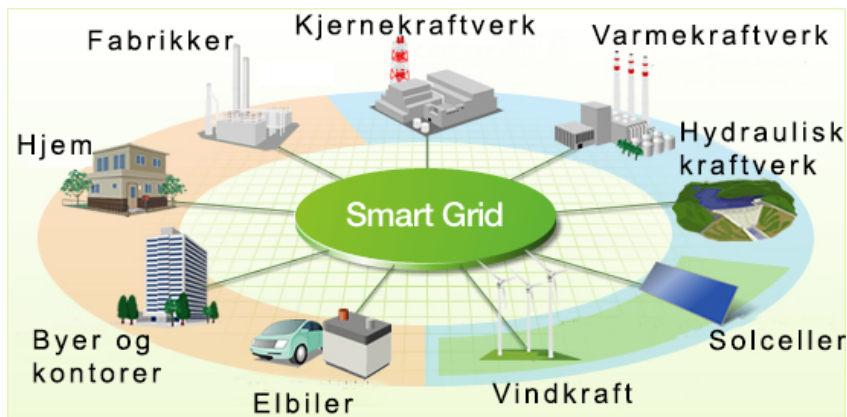 Kjernekraftverk
Fabrikker
Varmekraftverk
Hjem
Hydraulisk
kraftverk
Smart Grid
Byer og
kontorer
Solceller
Elbiler
Vindkraft